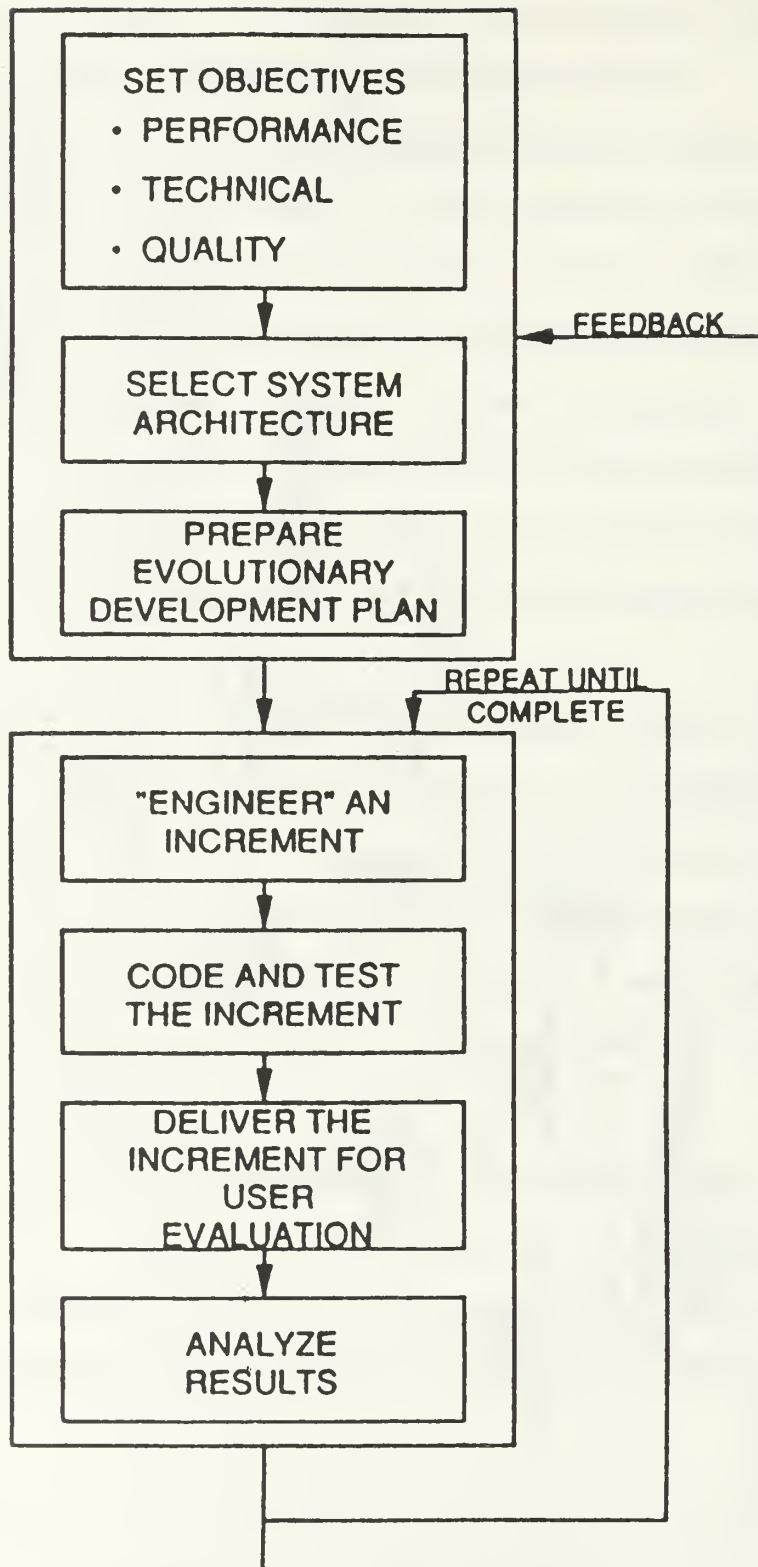 SET OBJECTIVES
• PERFORMANCE
• TECHNICAL
• QUALITY
FEEDBACK
SELECT SYSTEM
ARCHITECTURE
PREPARE
EVOLUTIONARY
DEVELOPMENT PLAN
REPEAT UNTIL
COMPLETE
"ENGINEER" AN
INCREMENT
CODE AND TEST
THE INCREMENT
DELIVER THE
INCREMENT FOR
USER
EVALUATION
ANALYZE
RESULTS